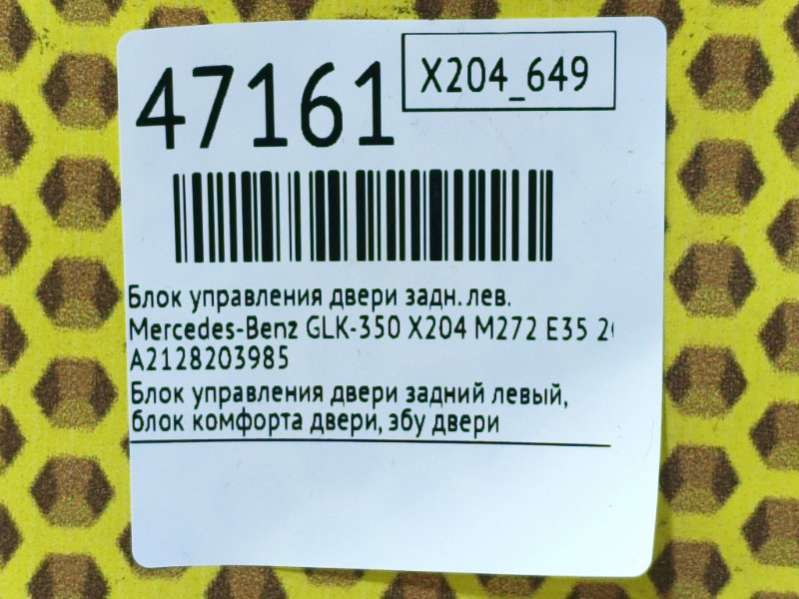 47161
X204_649
Блок управления двери задн. лев.
Mercedes-Benz GLK-350 X204 M272 E35
A2128203985
Блок управления двери задний левый,
блок комфорта двери, эбу двери